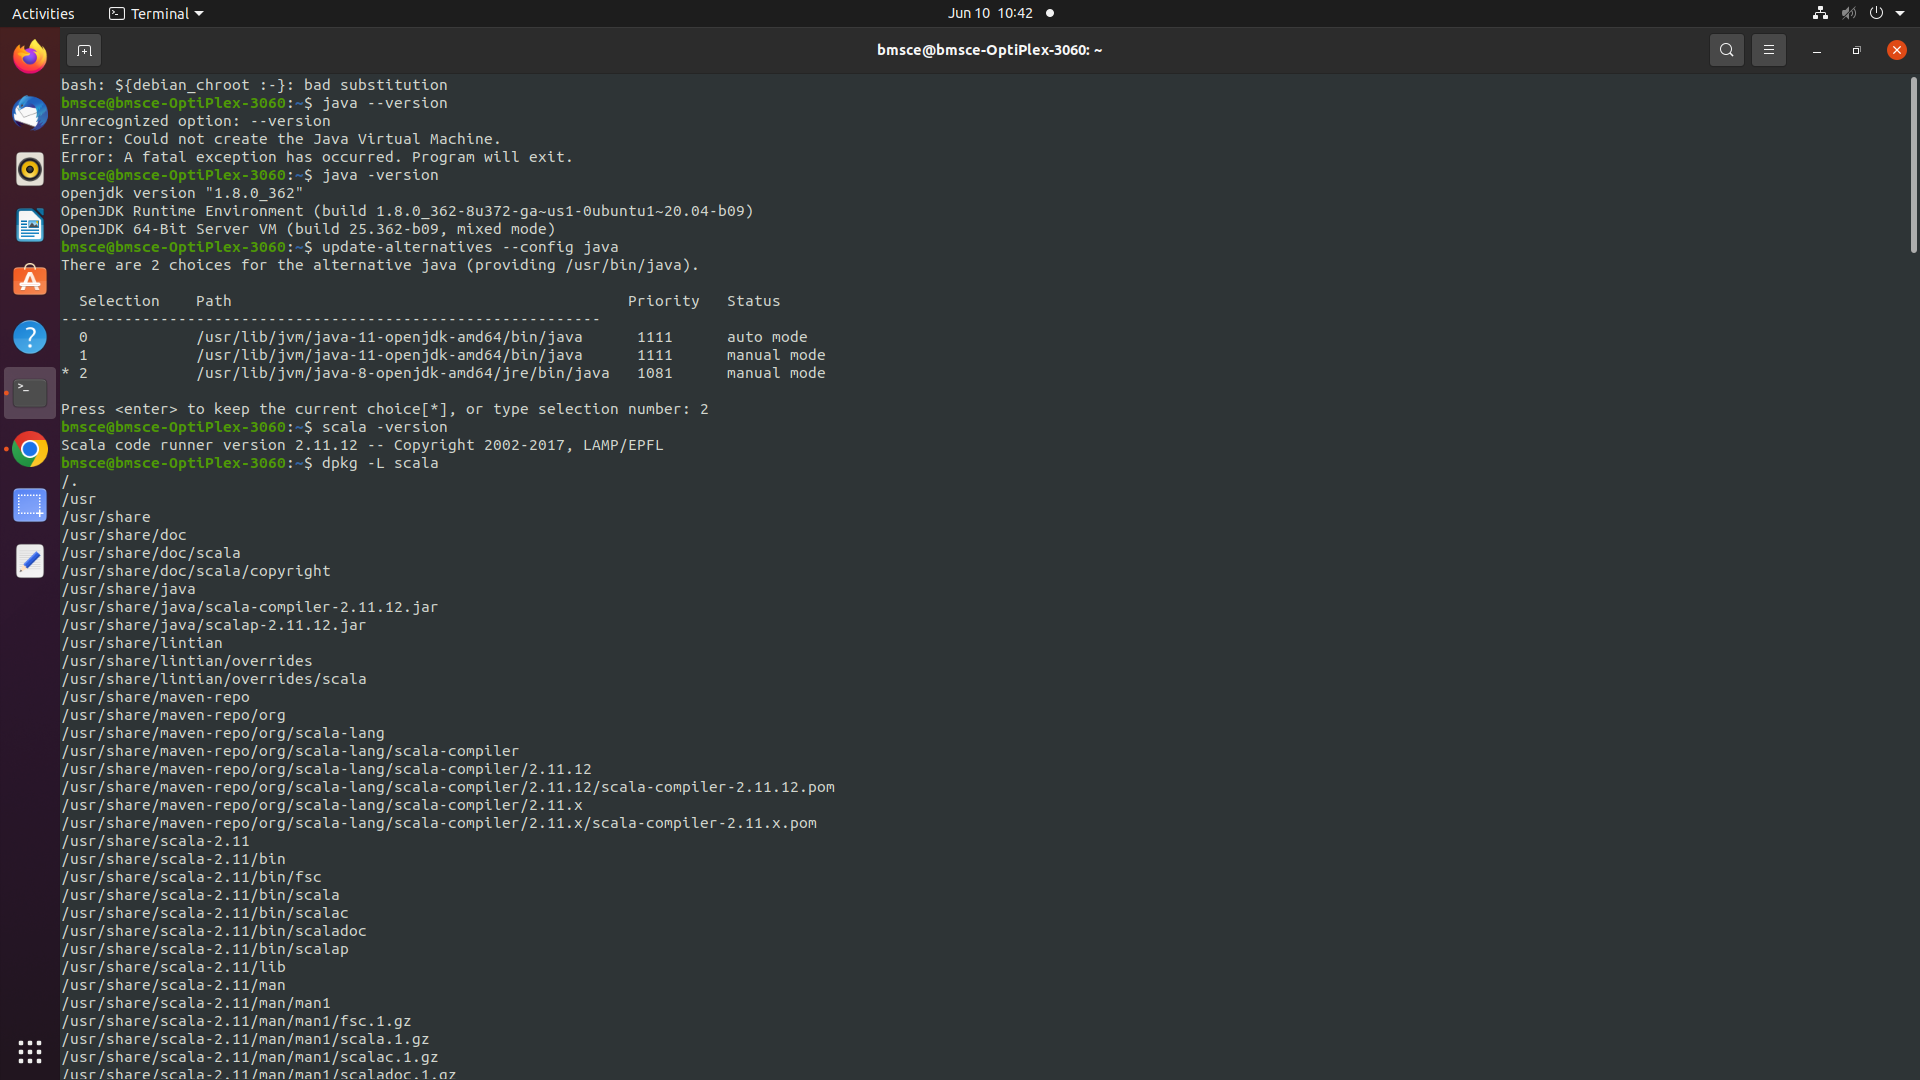 Activities Terminal Jun 10 10:42
bmsce@bmsce-OptiPlex-3060: ~
bash: ${debian_chroot :-}: bad substitution
bmsce@bmsce-OptiPlex-3060:~$ java --version
Unrecognized option: --version
Error: Could not create the Java Virtual Machine.
Error: A fatal exception has occurred. Program will exit.
bmsce@bmsce-OptiPlex-3060:~$ java -version
openjdk version "1.8.0_362"
OpenJDK Runtime Environment (build 1.8.0_362-8u372-ga~us1-0ubuntu1~20.04-b09)
OpenJDK 64-Bit Server VM (build 25.362-b09, mixed mode)
bmsce@bmsce-OptiPlex-3060:~$ update-alternatives --config java
There are 2 choices for the alternative java (providing /usr/bin/java).
Selection Path Priority Status
------------------------------------------------------------
0 /usr/lib/jvm/java-11-openjdk-amd64/bin/java 1111 auto mode
1 /usr/lib/jvm/java-11-openjdk-amd64/bin/java 1111 manual mode
* 2 /usr/lib/jvm/java-8-openjdk-amd64/jre/bin/java 1081 manual mode
Press <enter> to keep the current choice[*], or type selection number: 2
bmsce@bmsce-OptiPlex-3060:~$ scala -version
Scala code runner version 2.11.12 -- Copyright 2002-2017, LAMP/EPFL
bmsce@bmsce-OptiPlex-3060:~$ dpkg -L scala
/.
/usr
/usr/share
/usr/share/doc
/usr/share/doc/scala
/usr/share/doc/scala/copyright
/usr/share/java
/usr/share/java/scala-compiler-2.11.12.jar
/usr/share/java/scalap-2.11.12.jar
/usr/share/lintian
/usr/share/lintian/overrides
/usr/share/lintian/overrides/scala
/usr/share/maven-repo
/usr/share/maven-repo/org
/usr/share/maven-repo/org/scala-lang
/usr/share/maven-repo/org/scala-lang/scala-compiler
/usr/share/maven-repo/org/scala-lang/scala-compiler/2.11.12
/usr/share/maven-repo/org/scala-lang/scala-compiler/2.11.12/scala-compiler-2.11.12.pom
/usr/share/maven-repo/org/scala-lang/scala-compiler/2.11.x
/usr/share/maven-repo/org/scala-lang/scala-compiler/2.11.x/scala-compiler-2.11.x.pom
/usr/share/scala-2.11
/usr/share/scala-2.11/bin
/usr/share/scala-2.11/bin/fsc
/usr/share/scala-2.11/bin/scala
/usr/share/scala-2.11/bin/scalac
/usr/share/scala-2.11/bin/scaladoc
/usr/share/scala-2.11/bin/scalap
/usr/share/scala-2.11/lib
/usr/share/scala-2.11/man
/usr/share/scala-2.11/man/man1
/usr/share/scala-2.11/man/man1/fsc.1.gz
/usr/share/scala-2.11/man/man1/scala.1.gz
/usr/share/scala-2.11/man/man1/scalac.1.gz
/usr/share/scala-2.11/man/man1/scaladoc.1.gz